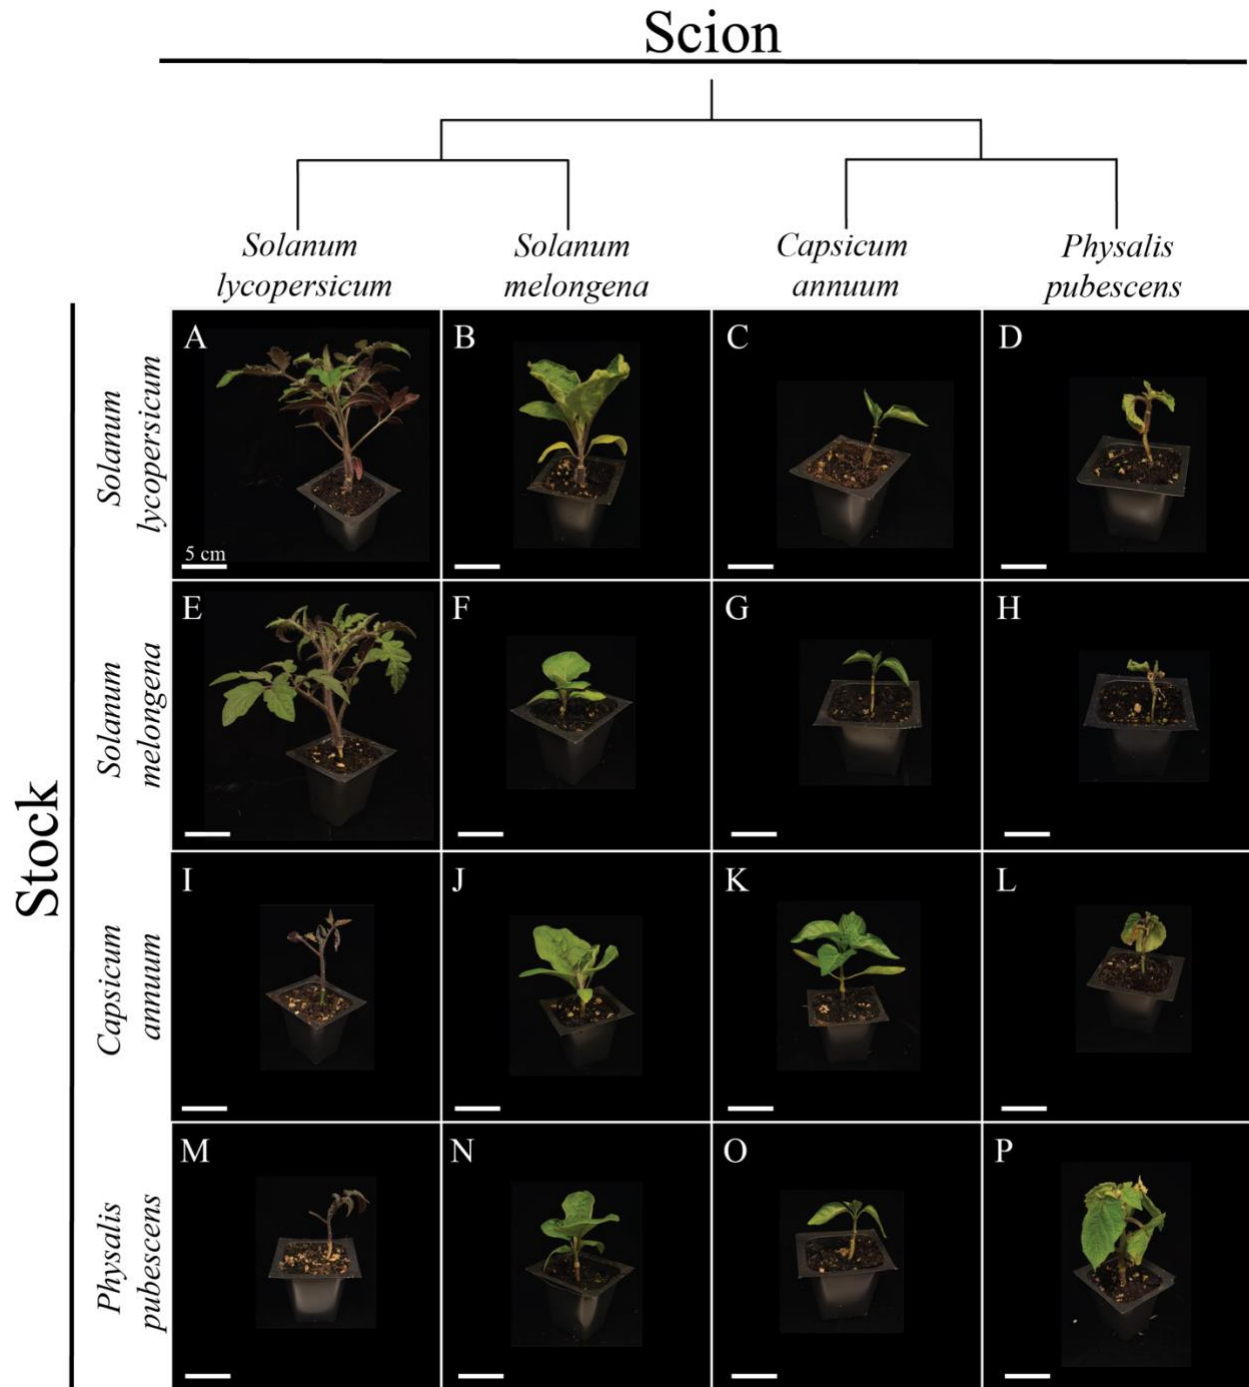 Scion
Solanum
lycopersicum
Solanum
melongena
Capsicum
annuum
Physalis
pubescens
Stock
Solanum
lycopersicum
A
5 cm
B
C
D
Solanum
melongena
E
F
G
H
Capsicum
annuum
I
J
K
L
Physalis
pubescens
M
N
O
P